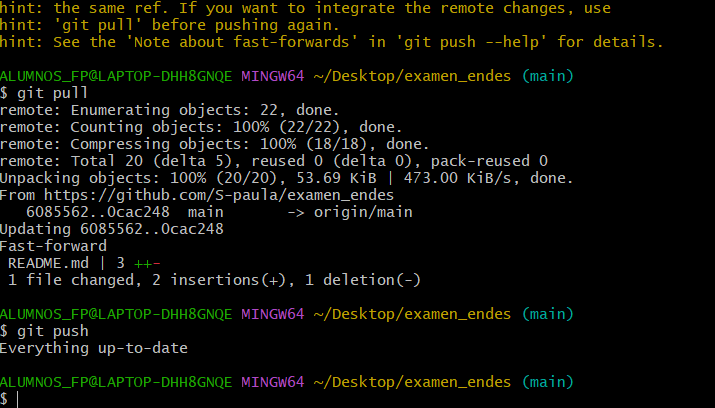 hint: the same ref. If you want to integrate the remote changes, use
hint: 'git pull' before pushing again.
hint: See the 'Note about fast-forwards' in 'git push --help' for details.
ALUMNOS_FP@LAPTOP-DHH8GNQE MINGW64 ~/Desktop/examen_endes (main)
$ git pull
remote: Enumerating objects: 22, done.
remote: Counting objects: 100% (22/22), done.
remote: Compressing objects: 100% (18/18), done.
remote: Total 20 (delta 5), reused 0 (delta 0), pack-reused 0
Unpacking objects: 100% (20/20), 53.69 KiB | 473.00 KiB/s, done.
From https://github.com/S-paula/examen_endes
   6085562..0cac248  main       -> origin/main
Updating 6085562..0cac248
Fast-forward
 README.md | 3 ++-
 1 file changed, 2 insertions(+), 1 deletion(-)
ALUMNOS_FP@LAPTOP-DHH8GNQE MINGW64 ~/Desktop/examen_endes (main)
$ git push
Everything up-to-date
ALUMNOS_FP@LAPTOP-DHH8GNQE MINGW64 ~/Desktop/examen_endes (main)
$